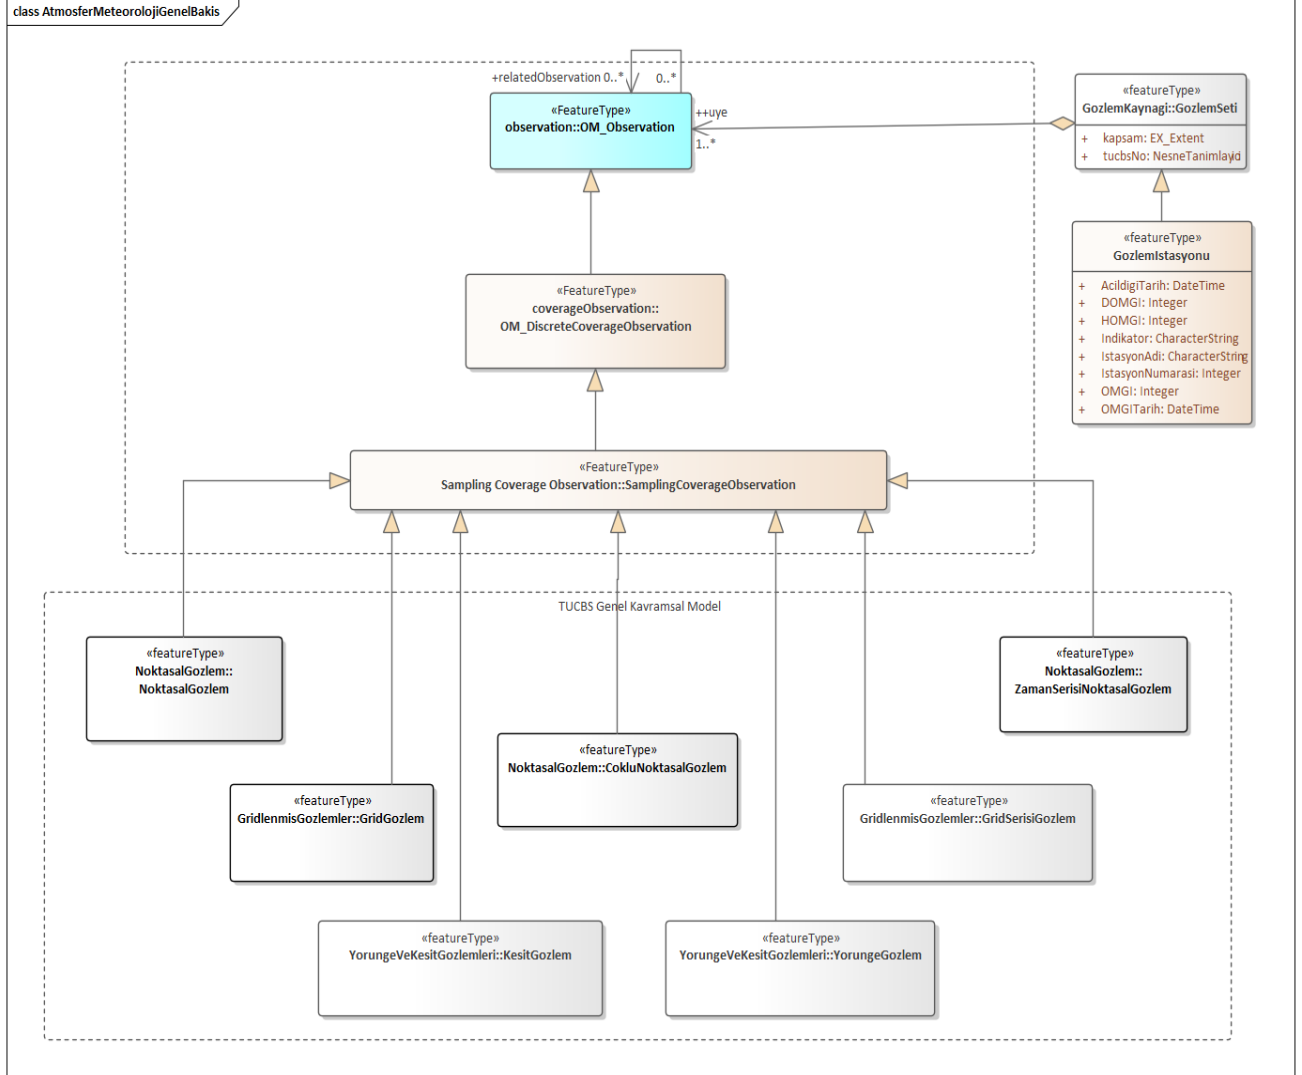 class AtmosferMeteorolojiGenelBakis
+relatedObservation 0..*
0..*
«FeatureType»
observation::OM_Observation
++uye
1..*
«featureType»
GozlemKaynagi::GozlemSeti
+ kapsam: EX_Extent
+ tucbsNo: NesneTanimlayici
«featureType»
GozlemIstasyonu
+ AcildigiTarih: DateTime
+ DOMGI: Integer
+ HOMGI: Integer
+ Indikator: CharacterString
+ IstasyonAdi: CharacterString
+ IstasyonNumarasi: Integer
+ OMGI: Integer
+ OMGITarih: DateTime
«FeatureType»
coverageObservation::
OM_DiscreteCoverageObservation
«FeatureType»
Sampling Coverage Observation::SamplingCoverageObservation
TUCBS Genel Kavramsal Model
«featureType»
NoktasalGozlem::
NoktasalGozlem
«featureType»
NoktasalGozlem::
ZamanSerisiNoktasalGozlem
«featureType»
NoktasalGozlem::CokluNoktasalGozlem
«featureType»
GridlenmisGozlemler::GridGozlem
«featureType»
GridlenmisGozlemler::GridSerisiGozlem
«featureType»
YorungeVeKesitGozlemleri::KesitGozlem
«featureType»
YorungeVeKesitGozlemleri::YorungeGozlem